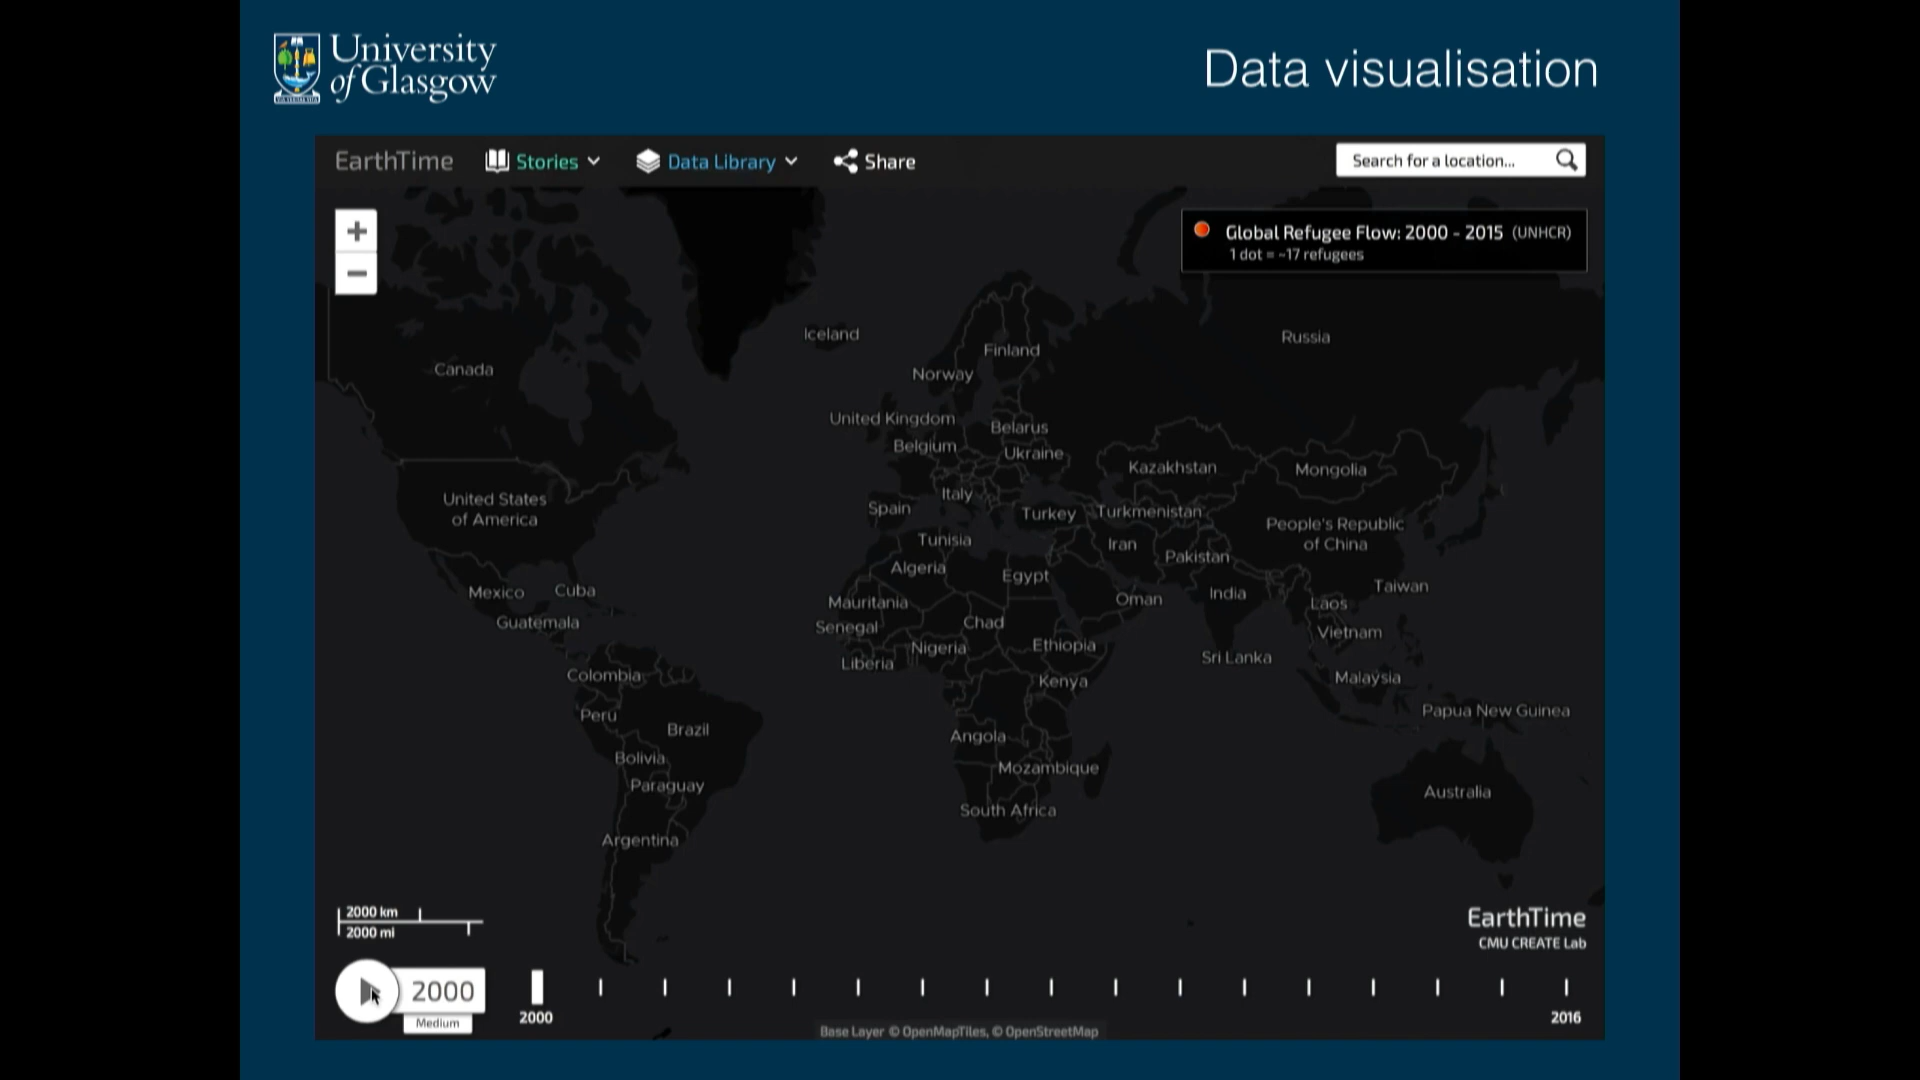 University
of Glasgow
Data visualisation
EarthTime
Stories
Data Library
Share
Search for a location...
Global Refugee Flow: 2000 - 2015 (UNHCR)
1 dot = ~17 refugees
Iceland
Russia
Finland
Canada
Norway
United Kingdom
Belarus
Belgium
Ukraine
Kazakhstan
Mongolia
United States
of America
Italy
Spain
Turkey
Turkmenistan
People's Republic
of China
Tunisia
Iran
Pakistan
Algeria
Egypt
Taiwan
Mexico
Cuba
India
Mauritania
Oman
Laos
Guatemala
Senegal
Chad
Vietnam
Nigeria
Ethiopia
Liberia
Sri Lanka
Colombia
Kenya
Malaysia
Peru
Papua New Guinea
Brazil
Angola
Bolivia
Mozambique
Paraguay
Australia
South Africa
Argentina
2000 km
2000 mi
EarthTime
CMU CREATE Lab
2000
Medium
2000
2016
Base Layer © OpenMapTiles, © OpenStreetMap